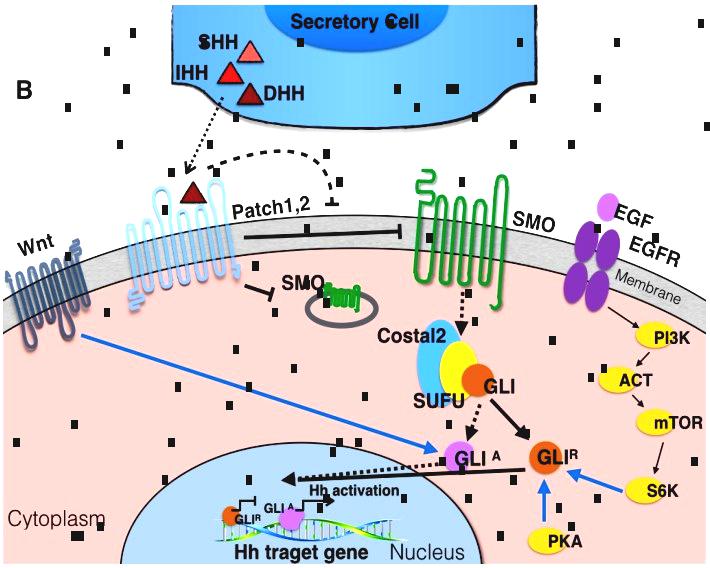 Secretory Cell
SHH
IHH
DHH
B
Patch1,2
SMO
EGF
EGFR
Wnt
Membrane
SMO
Costal2
PI3K
ACT
GLI
SUFU
mTOR
GLI A
GLI R
S6K
Hh activation
GLI R
GLI A
Cytoplasm
PKA
Hh traget gene
Nucleus